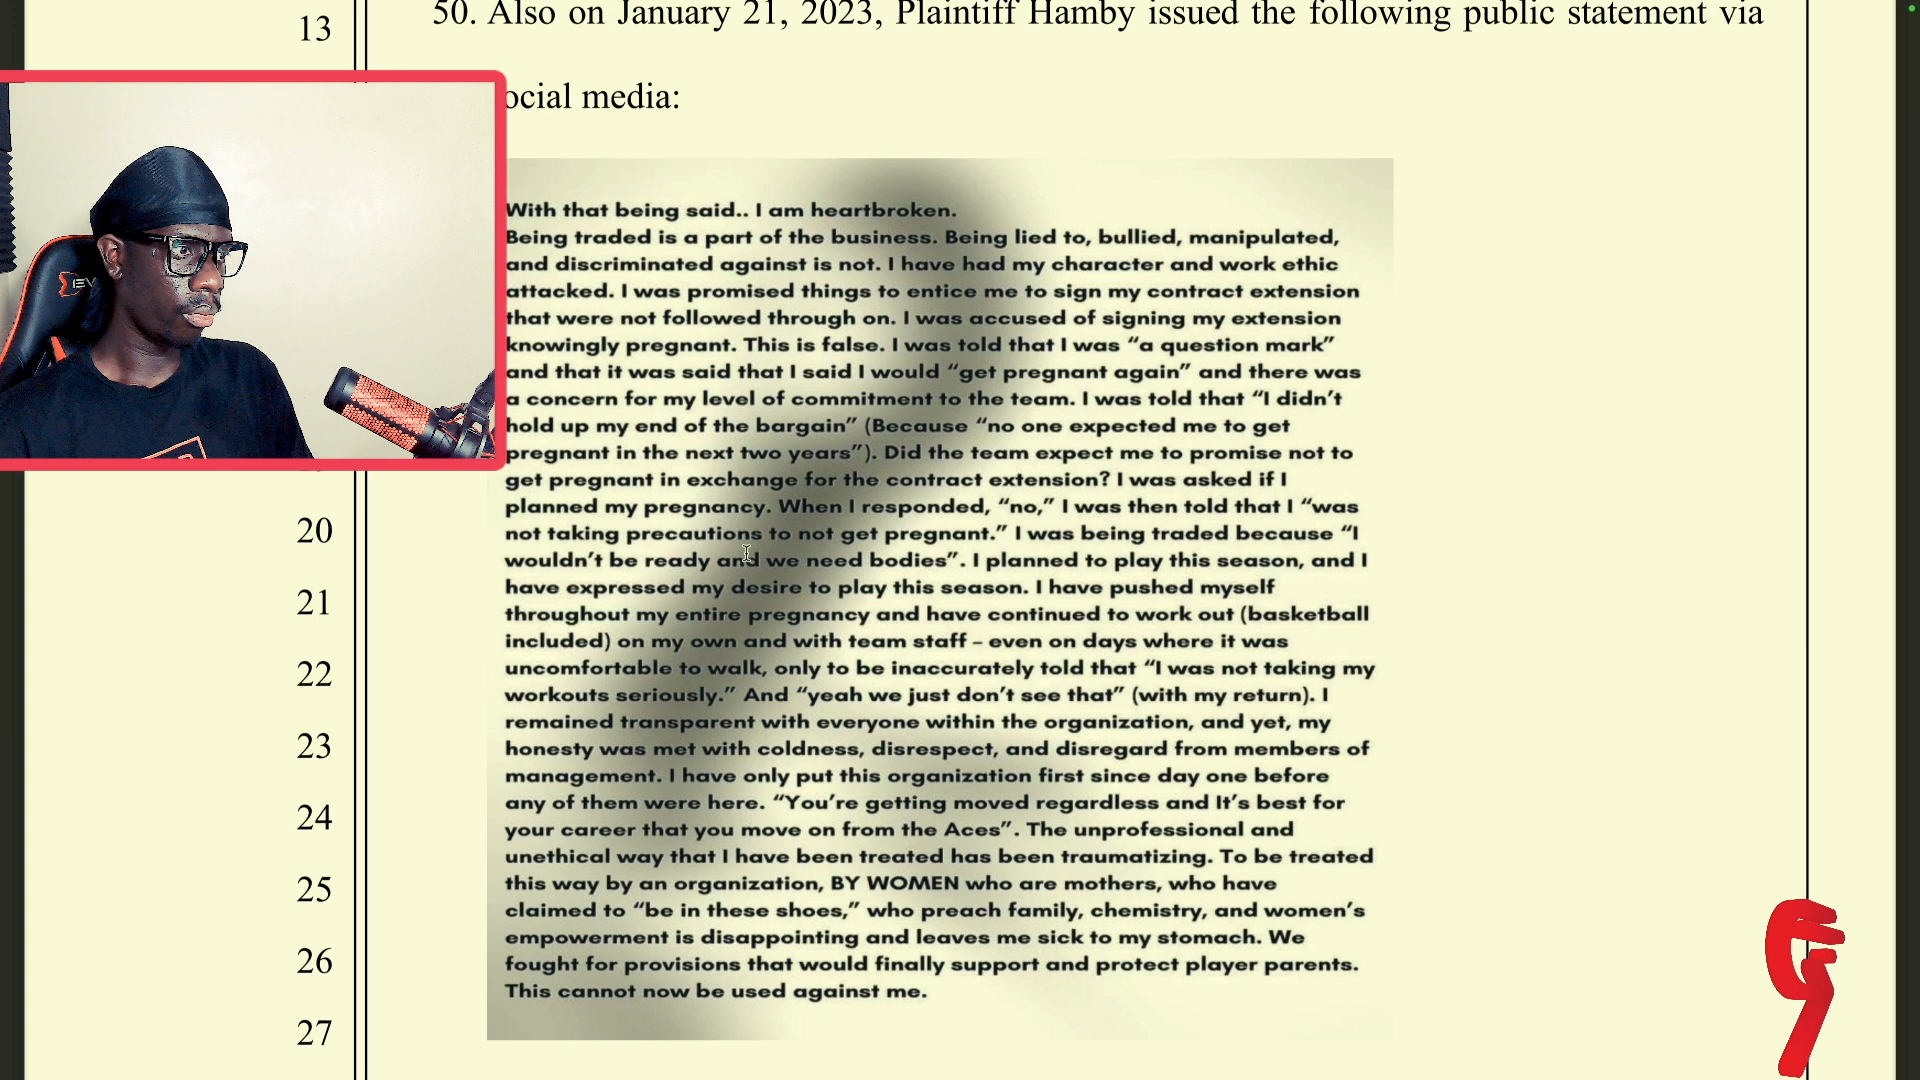 13
50. Also on January 21, 2023, Plaintiff Hamby issued the following public statement via
ocial media:
With that being said.. I am heartbroken.
Being traded is a part of the business. Being lied to, bullied, manipulated,
and discriminated against is not. I have had my character and work ethic
attacked. I was promised things to entice me to sign my contract extension
that were not followed through on. I was accused of signing my extension
knowingly pregnant. This is false. I was told that I was “a question mark”
and that it was said that I said I would “get pregnant again” and there was
a concern for my level of commitment to the team. I was told that “I didn’t
hold up my end of the bargain” (Because “no one expected me to get
pregnant in the next two years”). Did the team expect me to promise not to
get pregnant in exchange for the contract extension? I was asked if I
planned my pregnancy. When I responded, “no,” I was then told that I “was
not taking precautions to not get pregnant.” I was being traded because “I
wouldn’t be ready and we need bodies”. I planned to play this season, and I
have expressed my desire to play this season. I have pushed myself
throughout my entire pregnancy and have continued to work out (basketball
included) on my own and with team staff – even on days where it was
uncomfortable to walk, only to be inaccurately told that “I was not taking my
workouts seriously.” And “yeah we just don’t see that” (with my return). I
remained transparent with everyone within the organization, and yet, my
honesty was met with coldness, disrespect, and disregard from members of
management. I have only put this organization first since day one before
any of them were here. “You’re getting moved regardless and It’s best for
your career that you move on from the Aces”. The unprofessional and
unethical way that I have been treated has been traumatizing. To be treated
this way by an organization, BY WOMEN who are mothers, who have
claimed to “be in these shoes,” who preach family, chemistry, and women’s
empowerment is disappointing and leaves me sick to my stomach. We
fought for provisions that would finally support and protect player parents.
This cannot now be used against me.
20
21
22
23
24
25
26
27